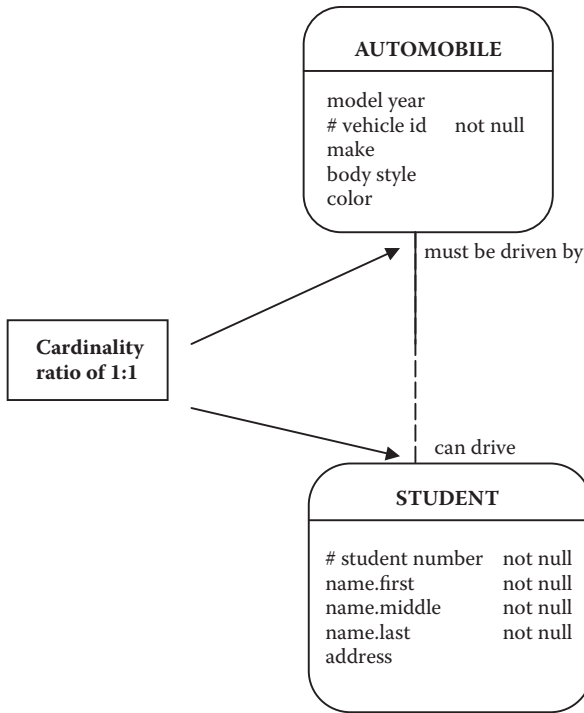 AUTOMOBILE
model year
# vehicle id not null
make
body style
color
must be driven by
Cardinality
ratio of 1:1
can drive
STUDENT
# student number not null
name.first not null
name.middle not null
name.last not null
address